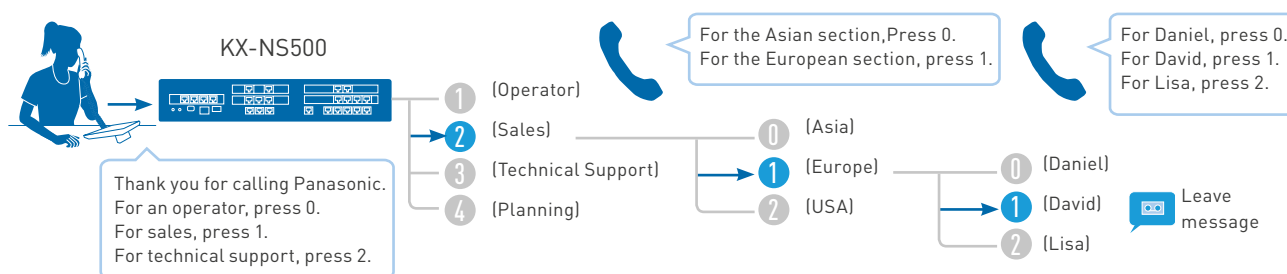 KX-NS500
For the Asian section,Press 0.
For the European section, press 1.
For Daniel, press 0.
For David, press 1.
For Lisa, press 2.
1 (Operator)
2 (Sales)
3 (Technical Support)
4 (Planning)
0 (Asia)
1 (Europe)
2 (USA)
0 (Daniel)
1 (David)
2 (Lisa)
Leave
message
Thank you for calling Panasonic.
For an operator, press 0.
For sales, press 1.
For technical support, press 2.